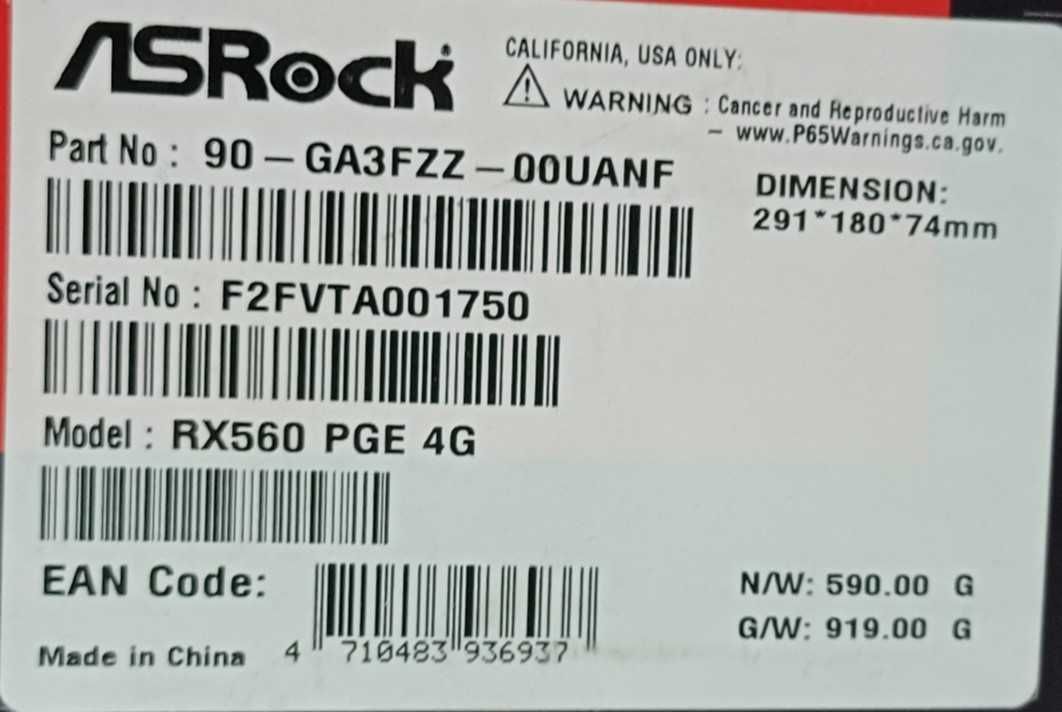 ASRock
CALIFORNIA, USA ONLY:
WARNING : Cancer and Reproductive Harm
- www.P65Warnings.ca.gov.
Part No : 90-GA3FZZ-00UANF
DIMENSION:
291*180*74mm
Serial No : F2FVTA001750
Model : RX560 PGE 4G
EAN Code:
4 710483 936937
N/W: 590.00 G
G/W: 919.00 G
Made in China